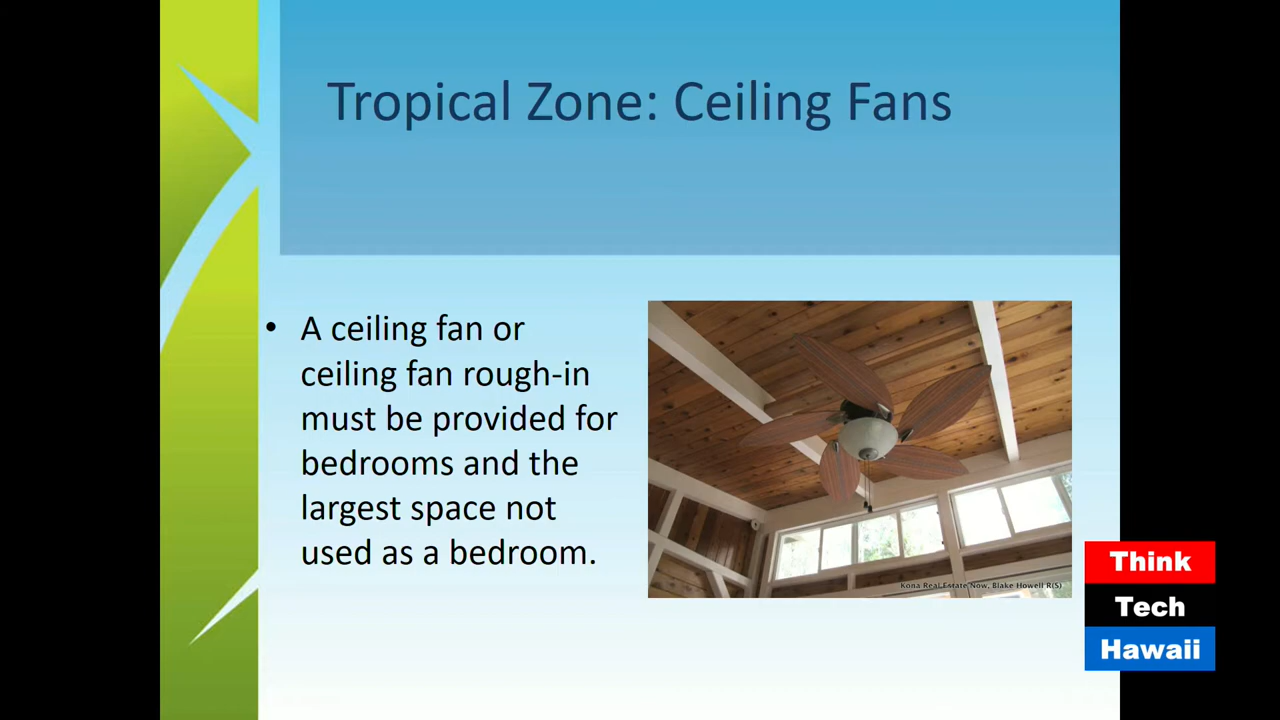 Tropical Zone: Ceiling Fans
• A ceiling fan or
ceiling fan rough-in
must be provided for
bedrooms and the
largest space not
used as a bedroom.
Kona Real Estate Now, Blake Howell R(S)
Think
Tech
Hawaii